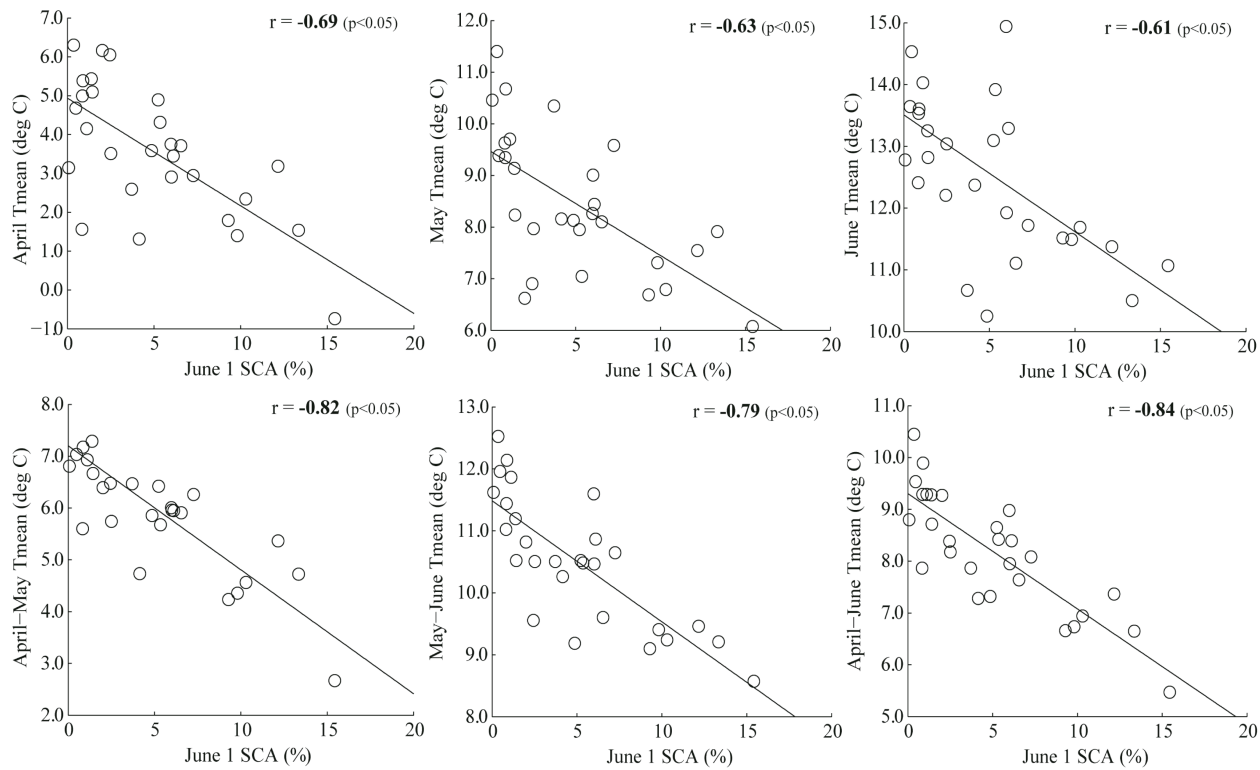 r = -0.69 (p<0.05)
7.0
6.0
5.0
4.0
3.0
2.0
1.0
0.0
−1.0
April Tmean (deg C)
0 5 10 15 20
June 1 SCA (%)
r = -0.63 (p<0.05)
12.0
11.0
10.0
9.0
8.0
7.0
6.0
May Tmean (deg C)
0 5 10 15 20
June 1 SCA (%)
r = -0.61 (p<0.05)
15.0
14.0
13.0
12.0
11.0
10.0
June Tmean (deg C)
0 5 10 15 20
June 1 SCA (%)
r = -0.82 (p<0.05)
8.0
7.0
6.0
5.0
4.0
3.0
2.0
April−May Tmean (deg C)
0 5 10 15 20
June 1 SCA (%)
r = -0.79 (p<0.05)
13.0
12.0
11.0
10.0
9.0
8.0
May−June Tmean (deg C)
0 5 10 15 20
June 1 SCA (%)
r = -0.84 (p<0.05)
11.0
10.0
9.0
8.0
7.0
6.0
5.0
April−June Tmean (deg C)
0 5 10 15 20
June 1 SCA (%)